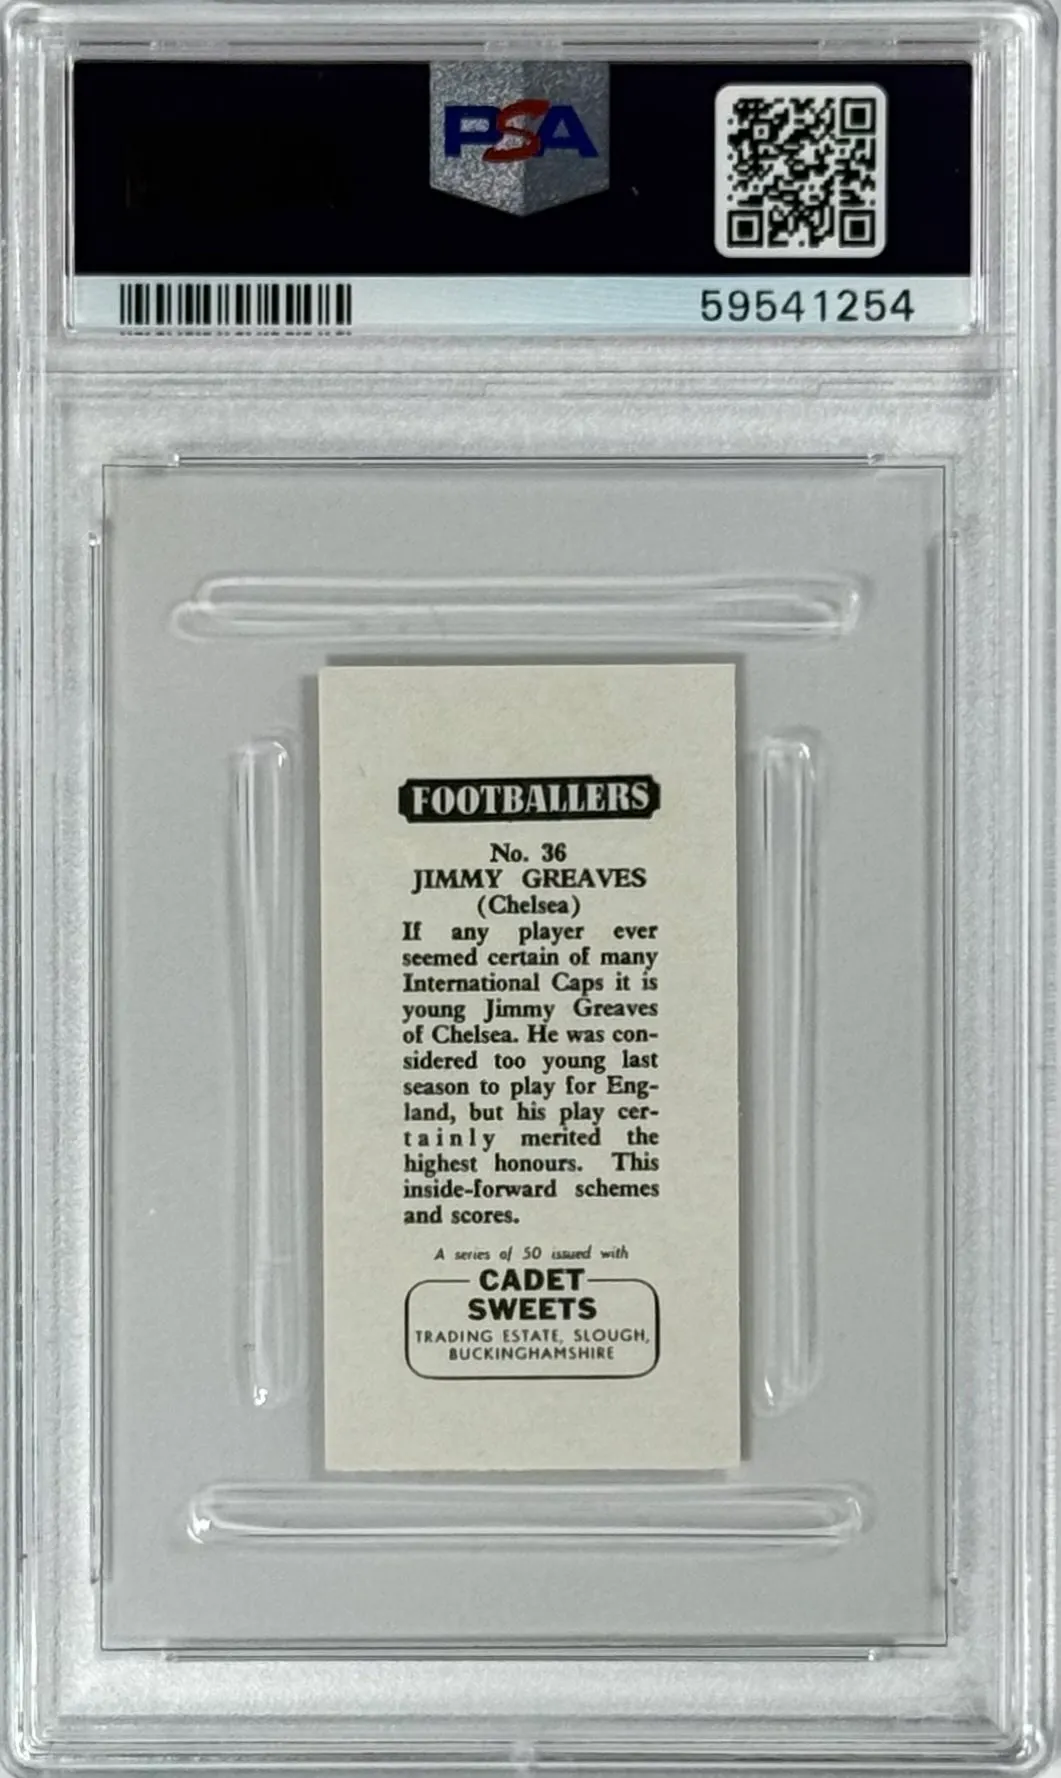 PSA
59541254
FOOTBALLERS
No. 36
JIMMY GREAVES
(Chelsea)
If any player ever
seemed certain of many
International Caps it is
young Jimmy Greaves
of Chelsea. He was con-
sidered too young last
season to play for Eng-
land, but his play cer-
tainly merited the
highest honours. This
inside-forward schemes
and scores.
A series of 50 issued with
CADET
SWEETS
TRADING ESTATE, SLOUGH,
BUCKINGHAMSHIRE